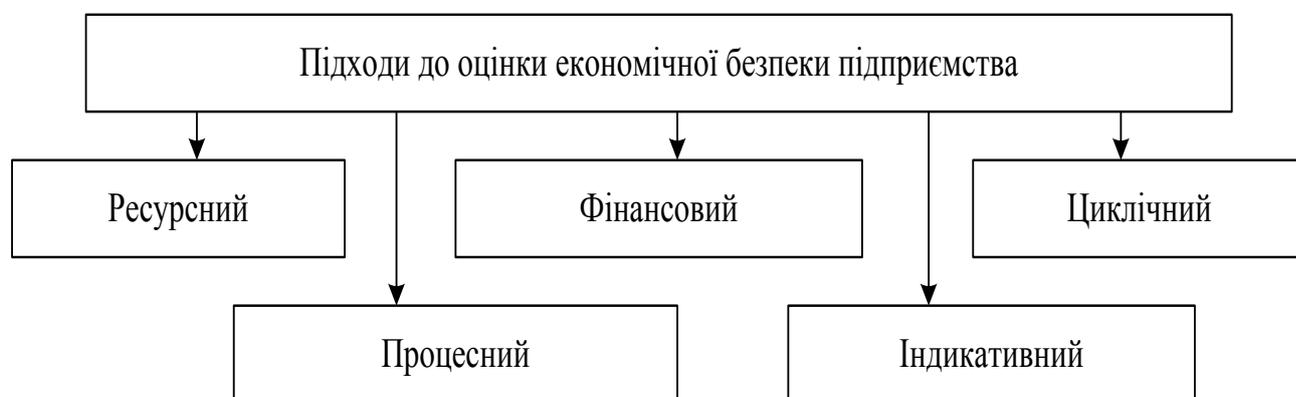 Підходи до оцінки економічної безпеки підприємства
Ресурсний
Фінансовий
Циклічний
Процесний
Індикативний